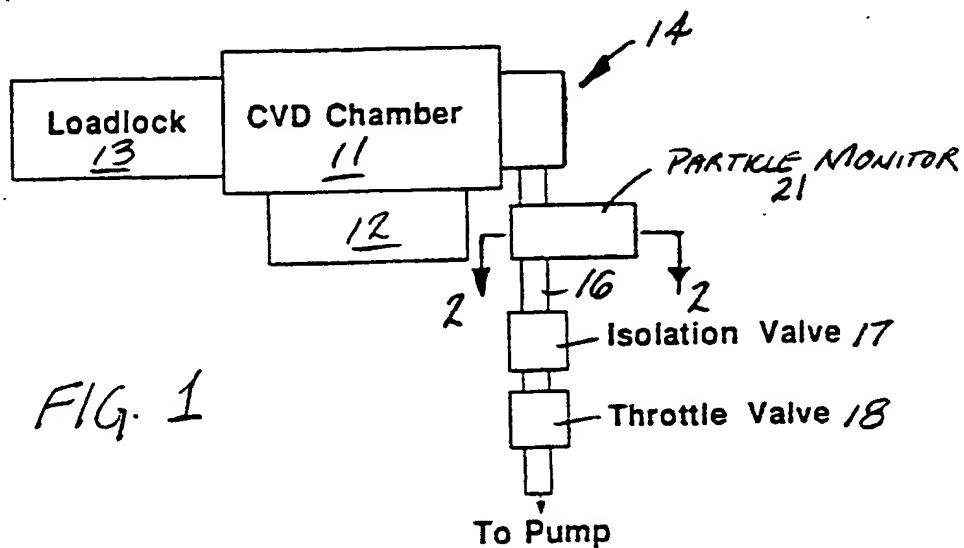 14
Loadlock
13
CVD Chamber
11
PARTICLE MONITOR
21
12
2
2
16
Isolation Valve 17
Throttle Valve 18
FIG. 1
To Pump